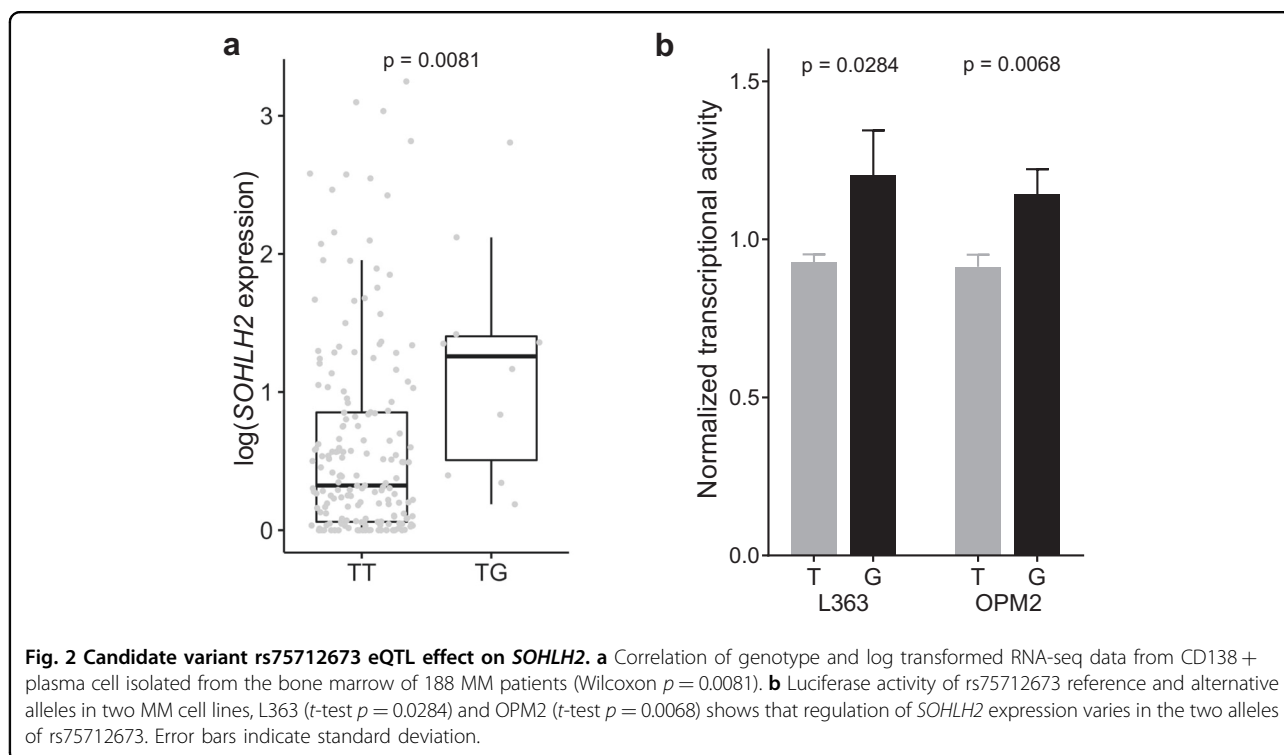 a
p = 0.0081
log(SOHLH2 expression)
3
2
1
0
TT
TG
b
p = 0.0284
p = 0.0068
Normalized transcriptional activity
1.5
1.0
0.5
0.0
T
G
T
G
L363
OPM2
Fig. 2 Candidate variant rs75712673 eQTL effect on SOHLH2. a Correlation of genotype and log transformed RNA-seq data from CD138 +
plasma cell isolated from the bone marrow of 188 MM patients (Wilcoxon p = 0.0081). b Luciferase activity of rs75712673 reference and alternative
alleles in two MM cell lines, L363 (t-test p = 0.0284) and OPM2 (t-test p = 0.0068) shows that regulation of SOHLH2 expression varies in the two alleles
of rs75712673. Error bars indicate standard deviation.